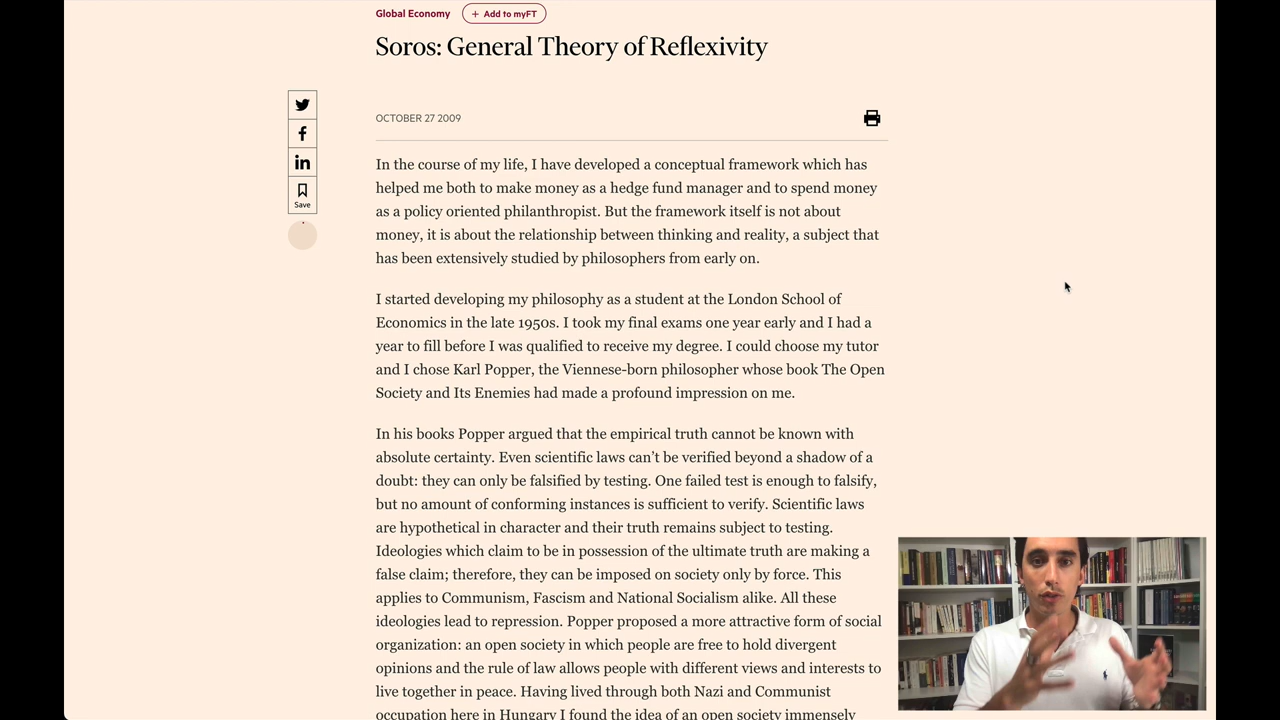 Global Economy
+ Add to myFT
Soros: General Theory of Reflexivity
OCTOBER 27 2009
Save
In the course of my life, I have developed a conceptual framework which has
helped me both to make money as a hedge fund manager and to spend money
as a policy oriented philanthropist. But the framework itself is not about
money, it is about the relationship between thinking and reality, a subject that
has been extensively studied by philosophers from early on.
I started developing my philosophy as a student at the London School of
Economics in the late 1950s. I took my final exams one year early and I had a
year to fill before I was qualified to receive my degree. I could choose my tutor
and I chose Karl Popper, the Viennese-born philosopher whose book The Open
Society and Its Enemies had made a profound impression on me.
In his books Popper argued that the empirical truth cannot be known with
absolute certainty. Even scientific laws can’t be verified beyond a shadow of a
doubt: they can only be falsified by testing. One failed test is enough to falsify,
but no amount of conforming instances is sufficient to verify. Scientific laws
are hypothetical in character and their truth remains subject to testing.
Ideologies which claim to be in possession of the ultimate truth are making a
false claim; therefore, they can be imposed on society only by force. This
applies to Communism, Fascism and National Socialism alike. All these
ideologies lead to repression. Popper proposed a more attractive form of social
organization: an open society in which people are free to hold divergent
opinions and the rule of law allows people with different views and interests to
live together in peace. Having lived through both Nazi and Communist
occupation here in Hungary I found the idea of an open society immensely